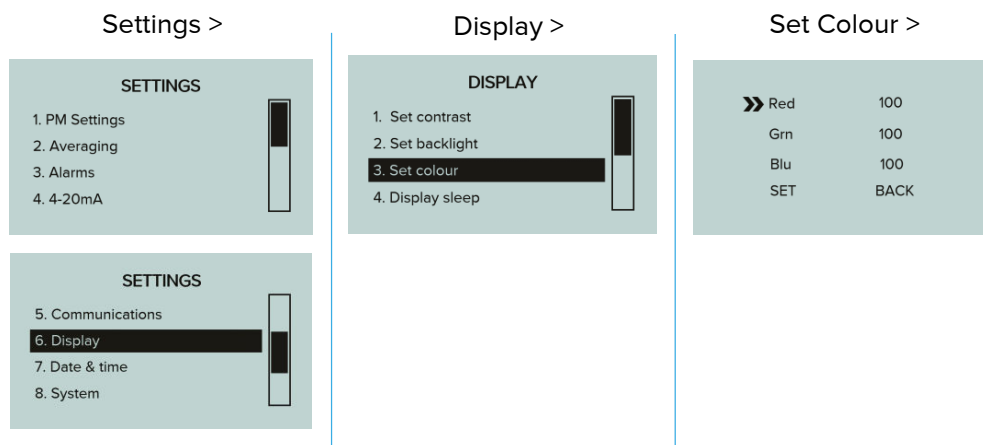 Settings >
SETTINGS
1. PM Settings
2. Averaging
3. Alarms
4. 4-20mA
SETTINGS
5. Communications
6. Display
7. Date & time
8. System
Display >
DISPLAY
1. Set contrast
2. Set backlight
3. Set colour
4. Display sleep
Set Colour >
Red 100
Grn 100
Blu 100
SET BACK